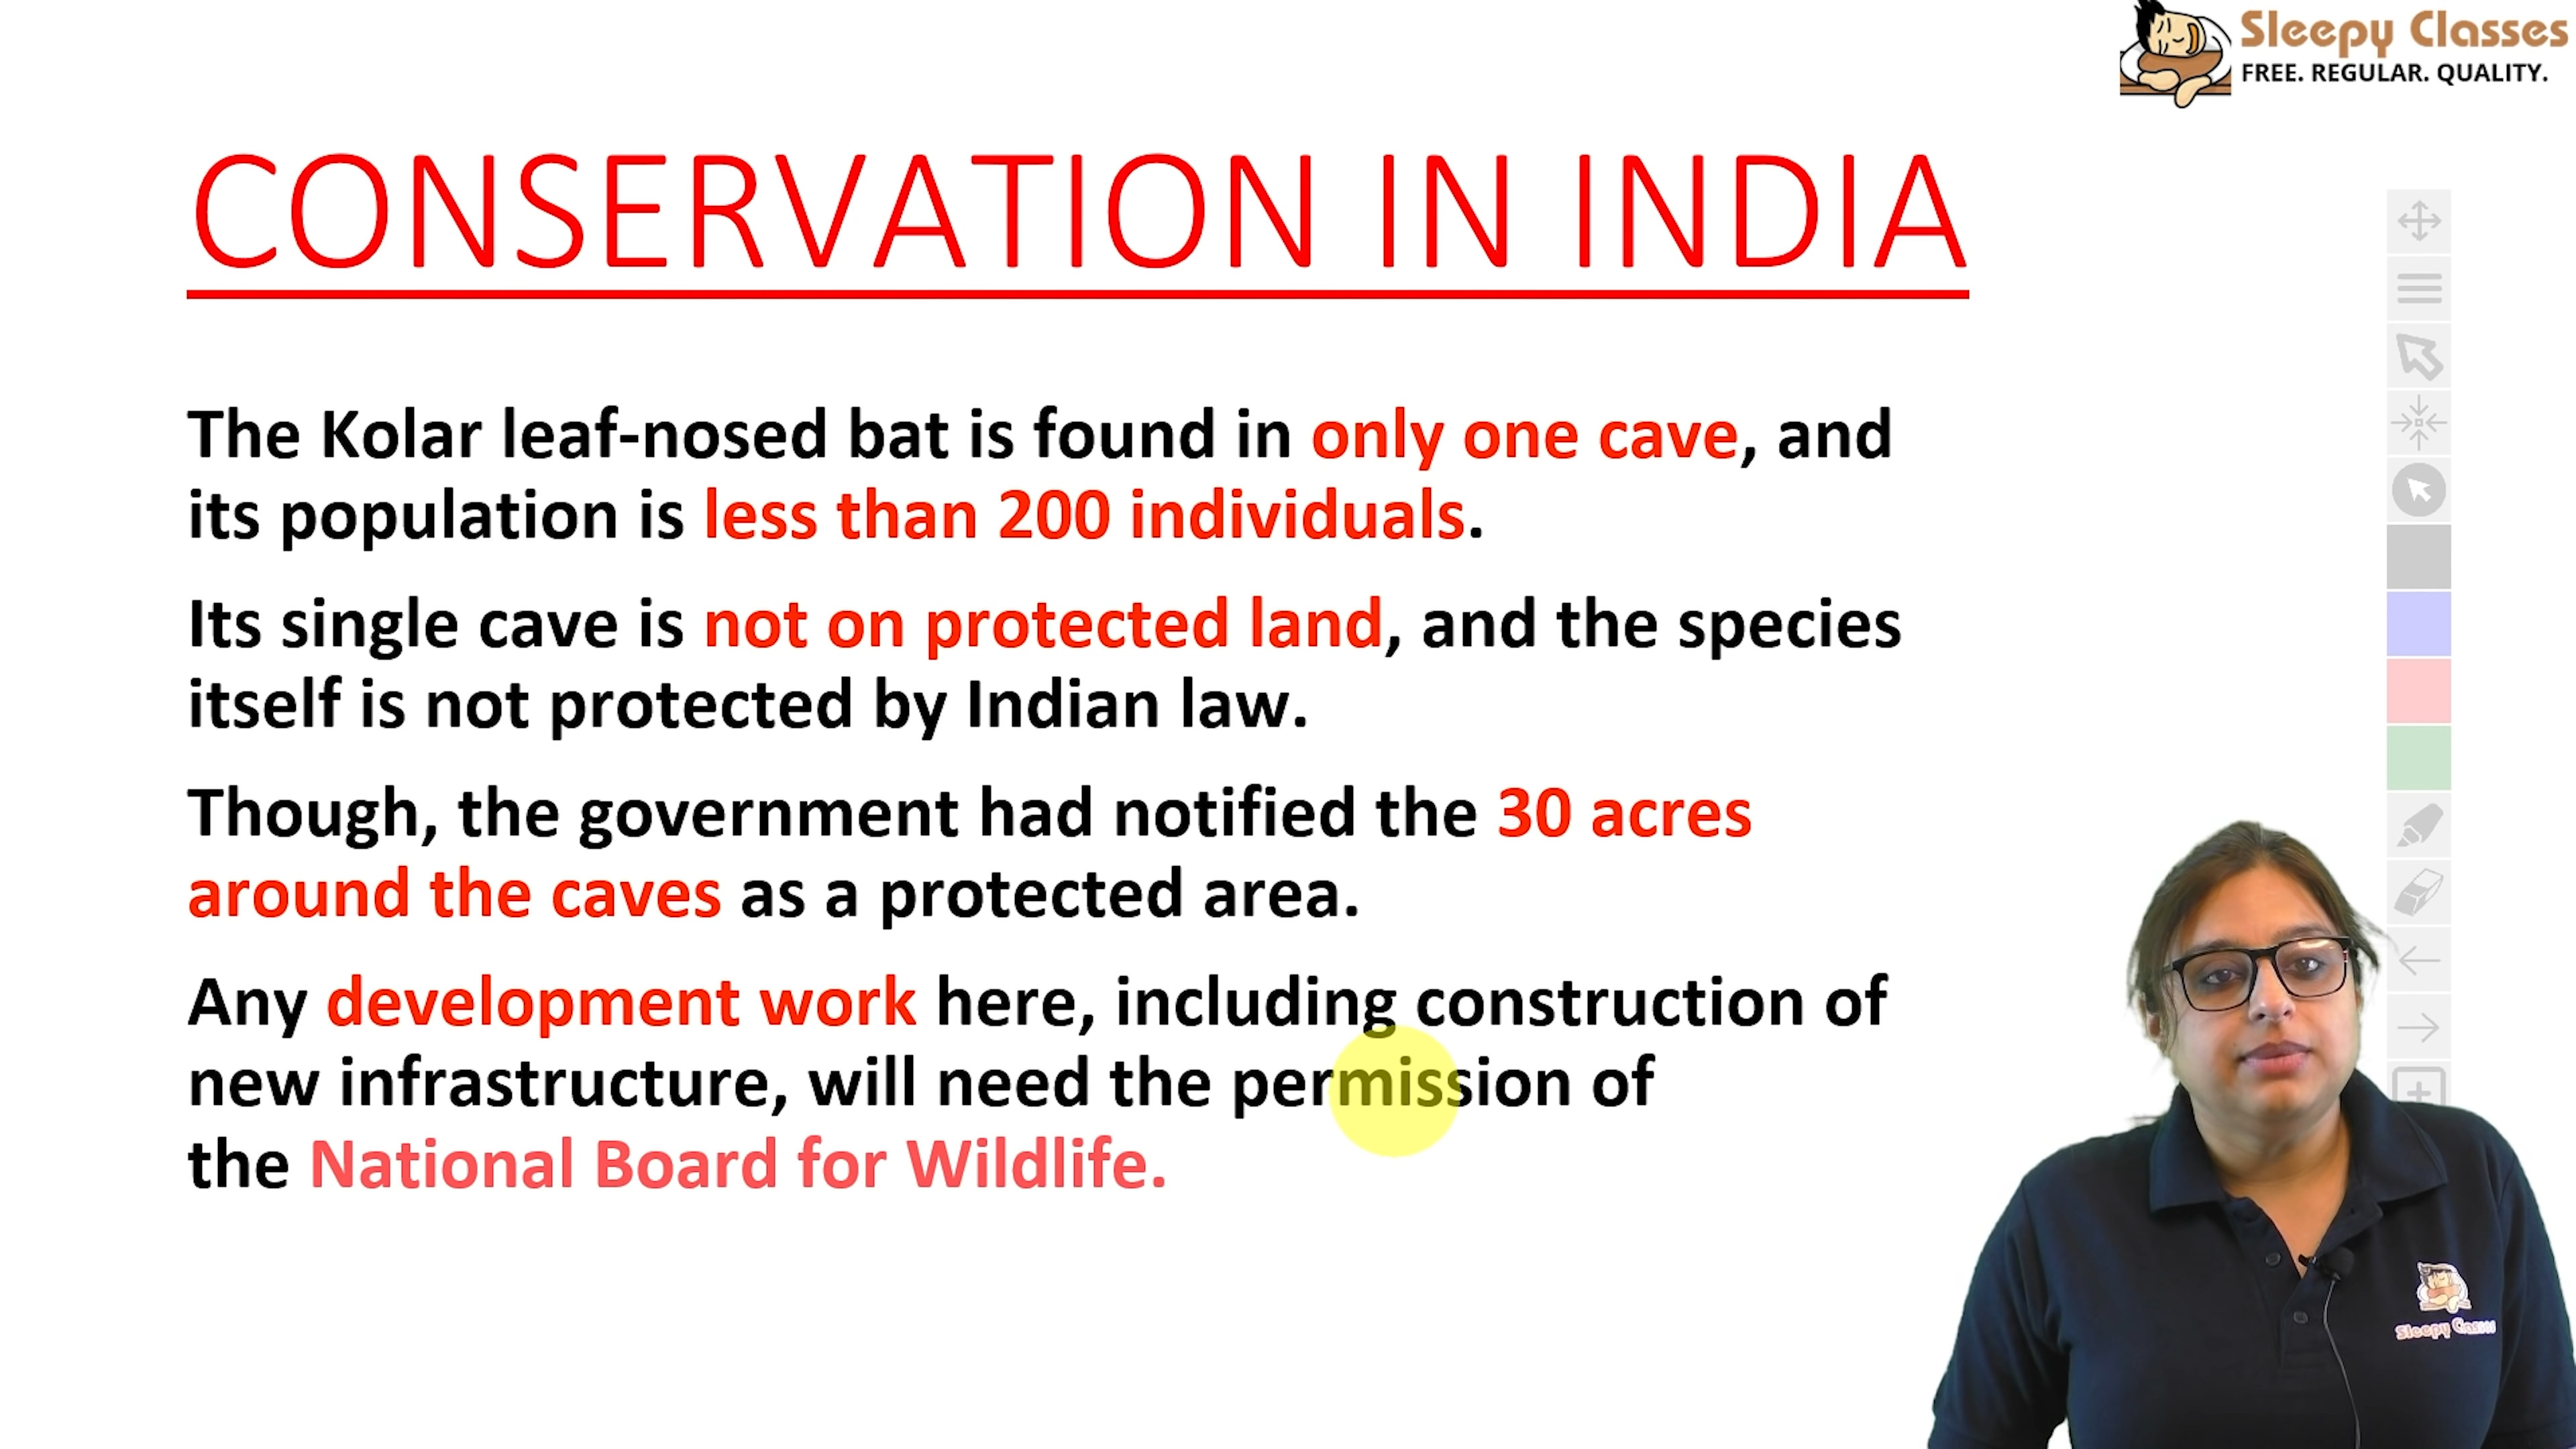 Sleepy Classes
FREE. REGULAR. QUALITY.
CONSERVATION IN INDIA
The Kolar leaf-nosed bat is found in only one cave, and
its population is less than 200 individuals.
Its single cave is not on protected land, and the species
itself is not protected by Indian law.
Though, the government had notified the 30 acres
around the caves as a protected area.
Any development work here, including construction of
new infrastructure, will need the permission of
the National Board for Wildlife.
Sleepy